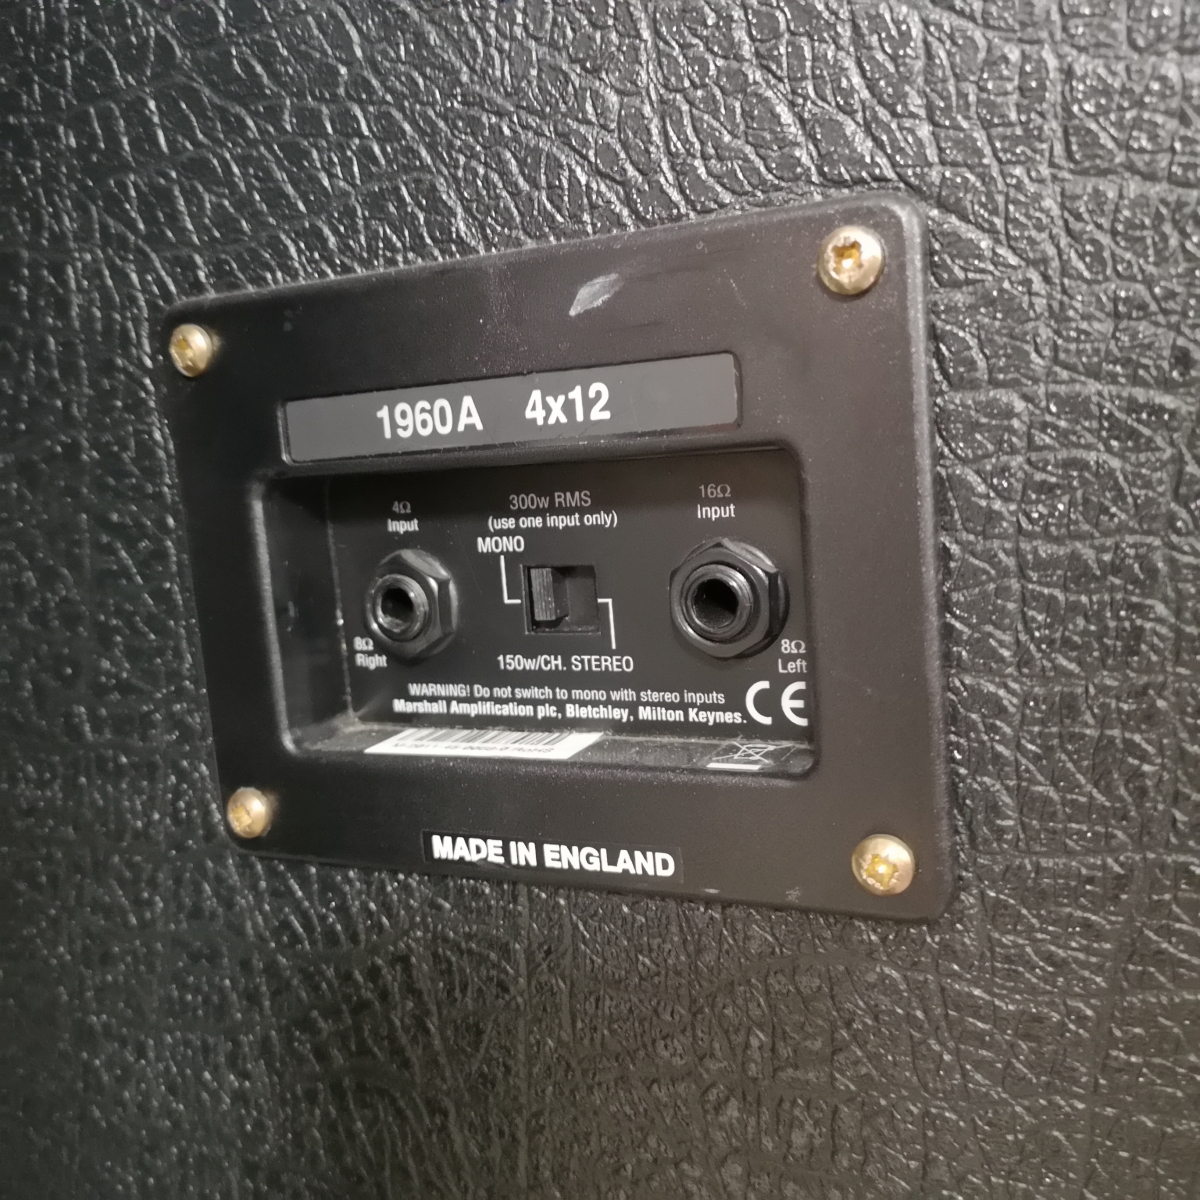 1960A 4x12
4Ω
Input
300w RMS
(use one input only)
16Ω
Input
MONO
8Ω
Right
150w/CH. STEREO
8Ω
Left
WARNING! Do not switch to mono with stereo inputs
Marshall Amplification plc, Bletchley, Milton Keynes.
CE
MADE IN ENGLAND